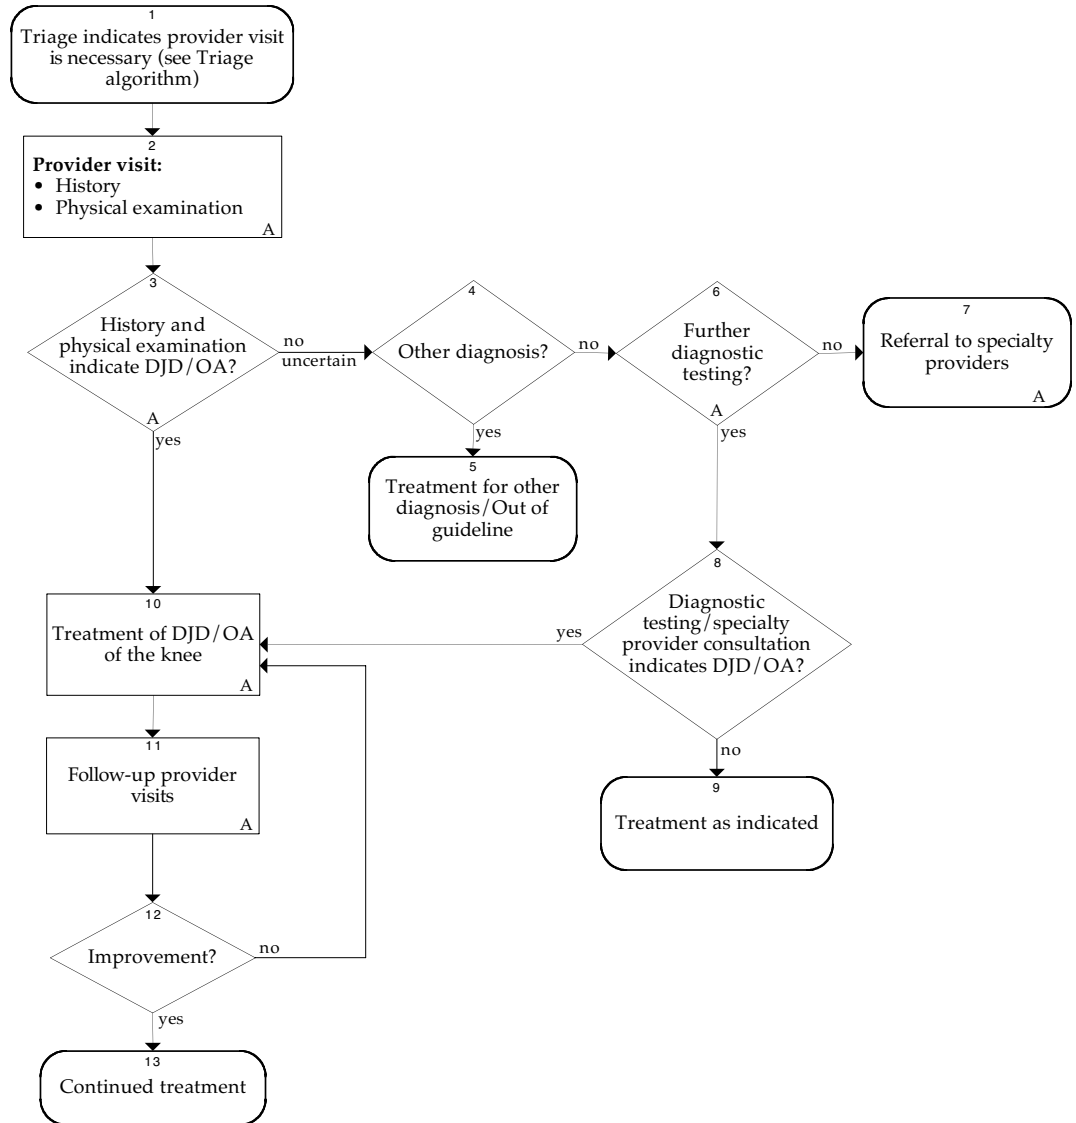 1
Triage indicates provider visit
is necessary (see Triage
algorithm)
2
Provider visit:
• History
• Physical examination
A
3
History and
physical examination
indicate DJD/OA?
A
no
uncertain
yes
4
Other diagnosis?
no
yes
5
Treatment for other
diagnosis/Out of
guideline
6
Further
diagnostic
testing?
A
no
yes
7
Referral to specialty
providers
A
8
Diagnostic
testing/specialty
provider consultation
indicates DJD/OA?
yes
no
9
Treatment as indicated
10
Treatment of DJD/OA
of the knee
A
11
Follow-up provider
visits
A
12
Improvement?
no
yes
13
Continued treatment